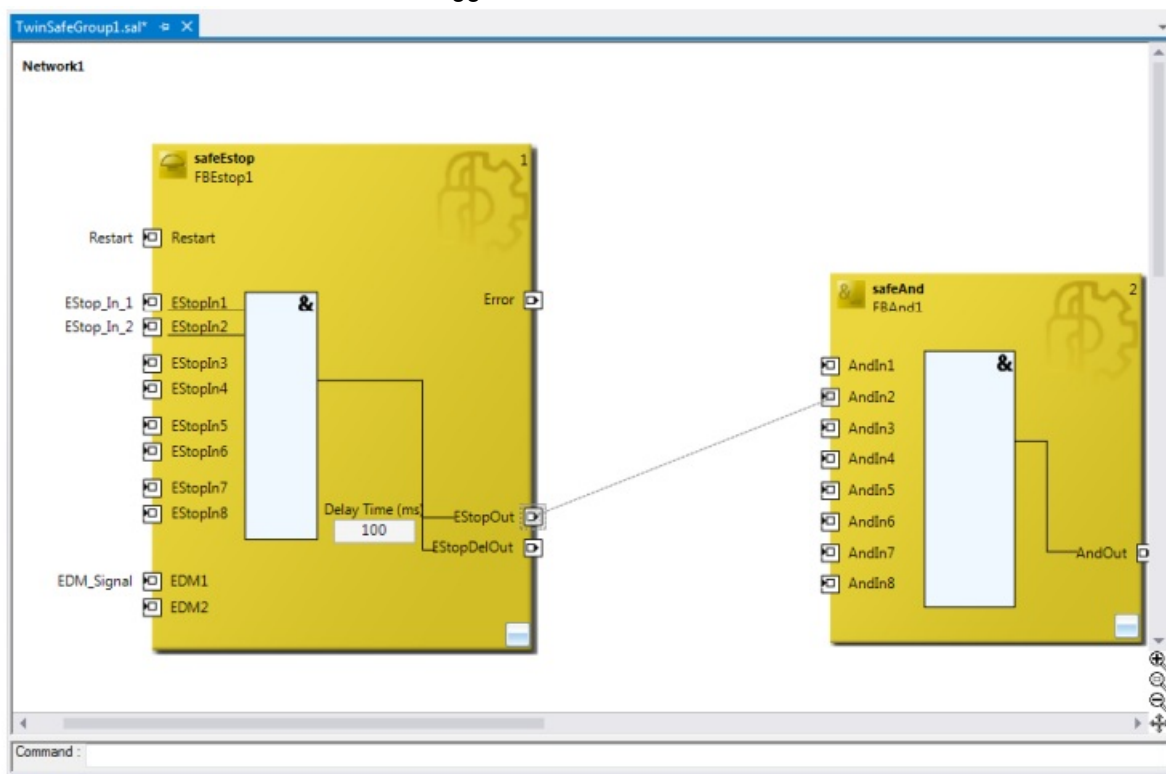 gg
TwinSafeGroup1.sal*
Network1
safeEstop
FBEstop1
1
Restart
Restart
EStop_In_1
EStopIn1
&
Error
EStop_In_2
EStopIn2
EStopIn3
EStopIn4
EStopIn5
EStopIn6
EStopIn7
EStopIn8
Delay Time (ms)
100
EStopOut
EStopDelOut
EDM_Signal
EDM1
EDM2
&
safeAnd
FBAnd1
2
AndIn1
&
AndIn2
AndIn3
AndIn4
AndIn5
AndIn6
AndIn7
AndOut
AndIn8
Command :